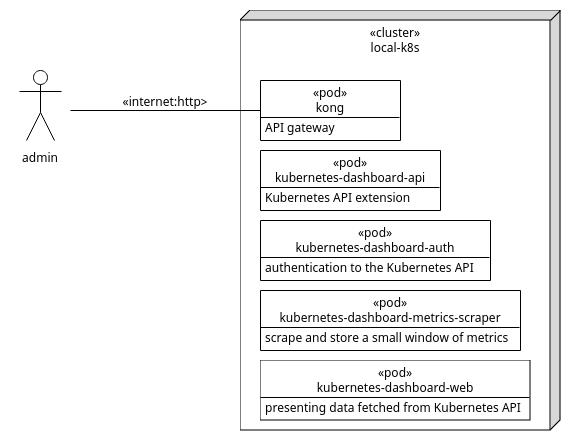 «cluster»
local-k8s
«internet:http»
admin
«pod»
kong
API gateway
«pod»
kubernetes-dashboard-api
Kubernetes API extension
«pod»
kubernetes-dashboard-auth
authentication to the Kubernetes API
«pod»
kubernetes-dashboard-metrics-scraper
scrape and store a small window of metrics
«pod»
kubernetes-dashboard-web
presenting data fetched from Kubernetes API